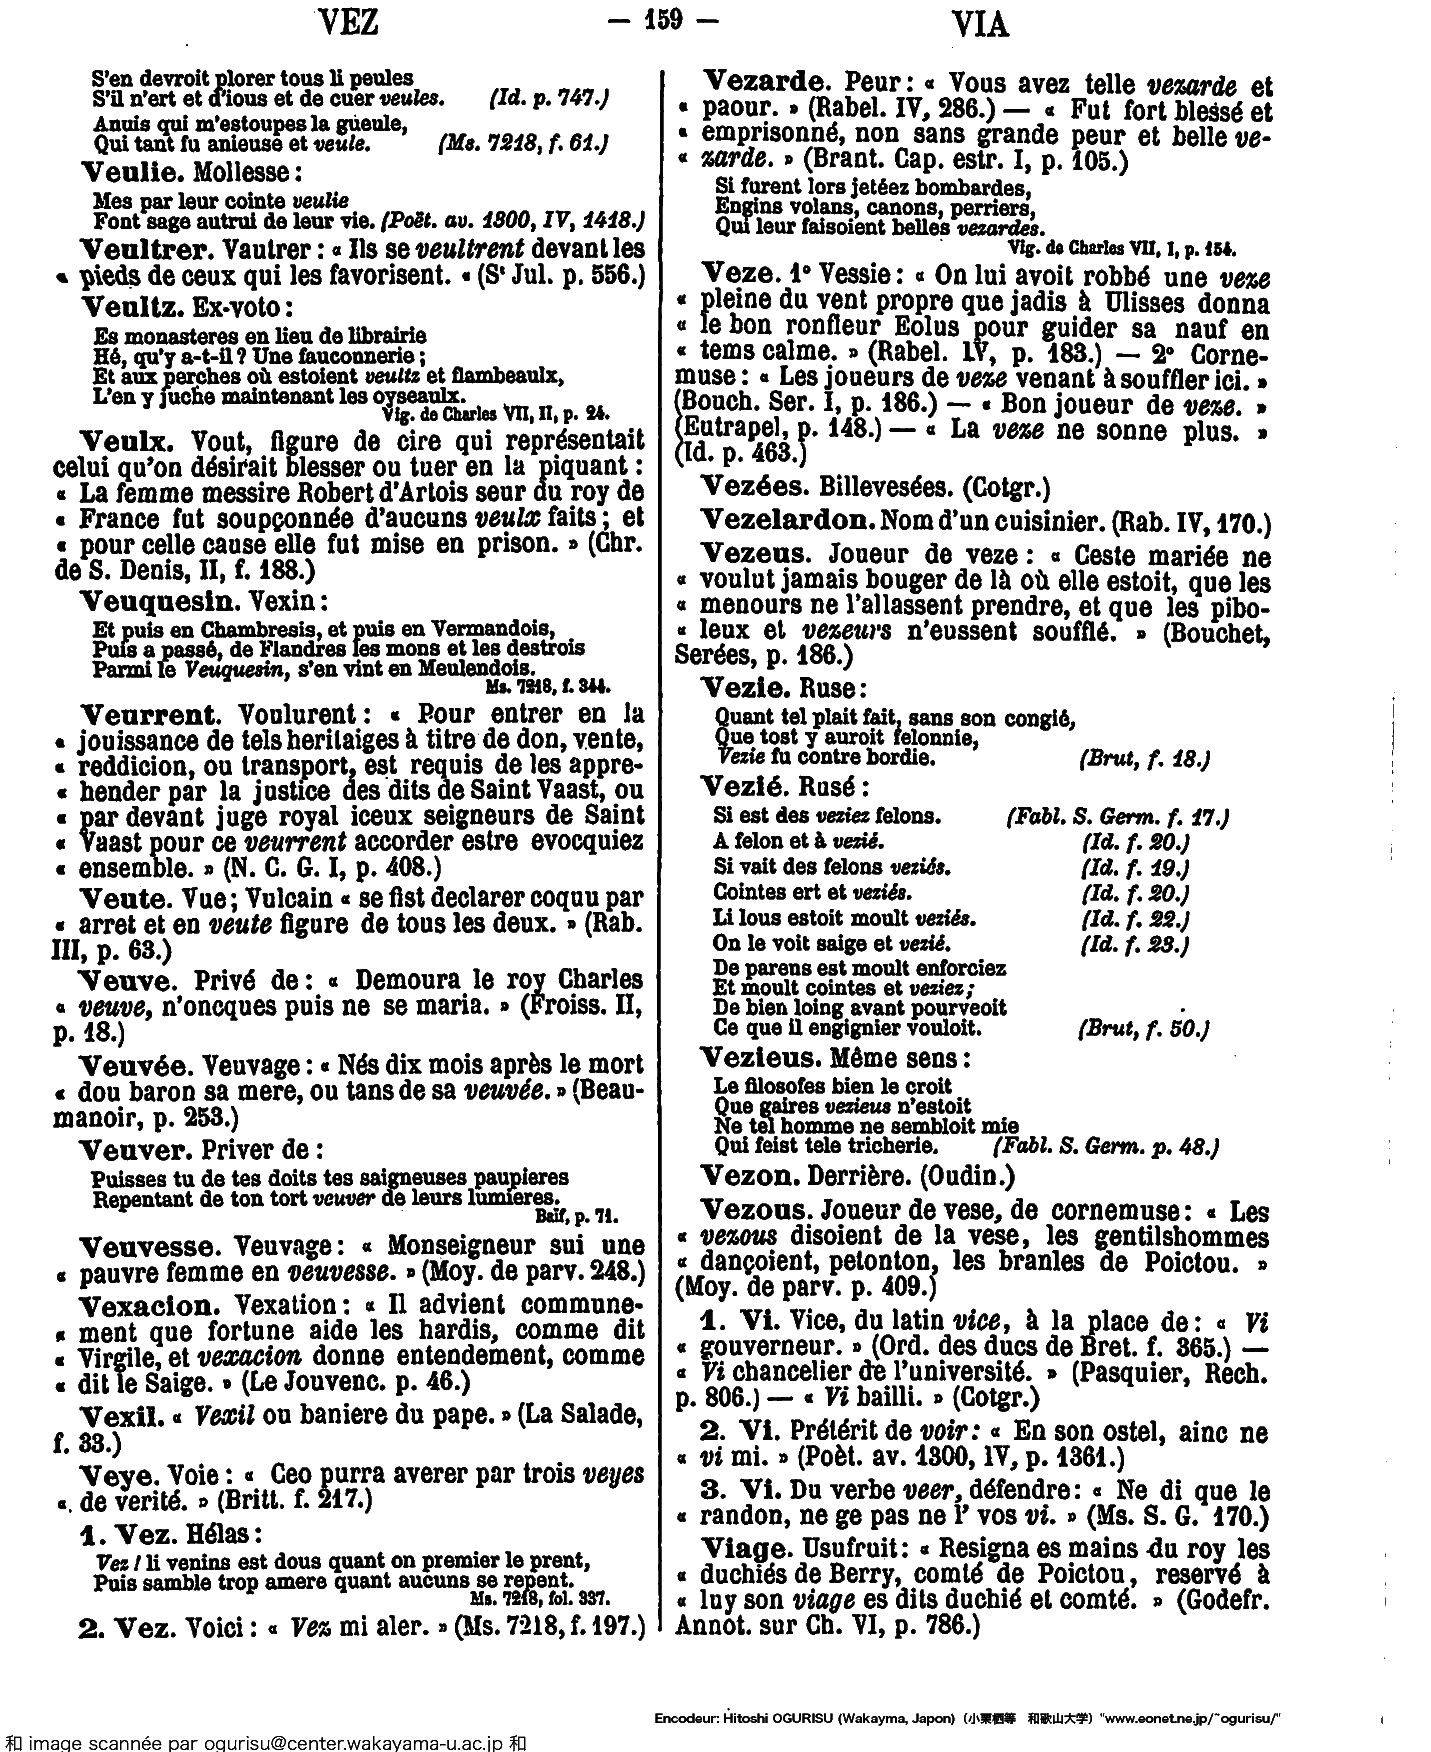 VEZ — 159 — VIA
S'en devroit plorer tous li peules
S'il n'ert et d'ious et de cuer veules. (Id. p. 747.)
Anuis qui m'estoupes la gueule,
Qui tant fu anieuse et veule. (Ms. 7218, f. 61.)
Veulie. Mollesse :
Mes par leur cointe veulie
Font sage autrui de leur vie. (Poët. av. 1300, IV, 1418.)
Veultrer. Vautrer : « Ils se veultrent devant les
« pieds de ceux qui les favorisent. « (St Jul. p. 556.)
Veultz. Ex-voto :
Es monasteres en lieu de librairie
Hé, qu'y a-t-il ? Une fauconnerie ;
Et aux perches où estoient veultz et flambeaulx,
L'en y juche maintenant les oyseaulx.
Vig. de Charles VII, II, p. 24.
Veulx. Vout, figure de cire qui représentait
celui qu'on désirait blesser ou tuer en la piquant :
« La femme messire Robert d'Artois seur du roy de
« France fut soupçonnée d'aucuns veulx faits ; et
« pour celle cause elle fut mise en prison. » (Chr.
de S. Denis, II, f. 188.)
Veuquesin. Vexin :
Et puis en Chambresis, et puis en Vermandois,
Puis a passé, de Flandres les mons et les destrois
Parmi le Veuquesin, s'en vint en Meulendois.
Ms. 7218, f. 344.
Veurrent. Voulurent : « Pour entrer en la
« jouissance de tels heritaiges à titre de don, vente,
« reddicion, ou transport, est requis de les appre-
« hender par la justice des dits de Saint Vaast, ou
« par devant juge royal iceux seigneurs de Saint
« Vaast pour ce veurrent accorder estre evocquiez
« ensemble. » (N. C. G. I, p. 408.)
Veute. Vue ; Vulcain « se fist declarer coquu par
« arret et en veute figure de tous les deux. » (Rab.
III, p. 63.)
Veuve. Privé de : « Demoura le roy Charles
« veuve, n'oncques puis ne se maria. » (Froiss. II,
p. 18.)
Veuvée. Veuvage : « Nés dix mois après le mort
« dou baron sa mere, ou tans de sa veuvée. » (Beau-
manoir, p. 253.)
Veuver. Priver de :
Puisses tu de tes doits tes saigneuses paupieres
Repentant de ton tort veuver de leurs lumieres.
Baif, p. 71.
Veuvesse. Veuvage : « Monseigneur sui une
« pauvre femme en veuvesse. » (Moy. de parv. 248.)
Vexacion. Vexation : « Il advient commune-
« ment que fortune aide les hardis, comme dit
« Virgile, et vexacion donne entendement, comme
« dit le Saige. » (Le Jouvenc. p. 46.)
Vexil. « Vexil ou baniere du pape. » (La Salade,
f. 33.)
Veye. Voie : « Ceo purra averer par trois veyes
« de verité. » (Britt. f. 217.)
1. Vez. Hélas :
Vez ! li venins est dous quant on premier le prent,
Puis samble trop amere quant aucuns se repent.
Ms. 7218, fol. 337.
2. Vez. Voici : « Vez mi aler. » (Ms. 7218, f. 197.)
Vezarde. Peur : « Vous avez telle vezarde et
« paour. » (Rabel. IV, 286.) — « Fut fort blessé et
« emprisonné, non sans grande peur et belle ve-
« zarde. » (Brant. Cap. estr. I, p. 105.)
Si furent lors jetéez bombardes,
Engins volans, canons, perriers,
Qui leur faisoient belles vezardes.
Vig. de Charles VII, I, p. 154.
Veze. 1° Vessie : « On lui avoit robbé une veze
« pleine du vent propre que jadis à Ulisses donna
« le bon ronfleur Eolus pour guider sa nauf en
« tems calme. » (Rabel. IV, p. 183.) — 2° Corne-
muse : « Les joueurs de veze venant à souffler ici. »
(Bouch. Ser. I, p. 186.) — « Bon joueur de veze. »
(Eutrapel, p. 148.) — « La veze ne sonne plus. »
(Id. p. 463.)
Vezées. Billevesées. (Cotgr.)
Vezelardon. Nom d'un cuisinier. (Rab. IV, 170.)
Vezeus. Joueur de veze : « Ceste mariée ne
« voulut jamais bouger de là où elle estoit, que les
« menours ne l'allassent prendre, et que les pibo-
« leux et vezeurs n'eussent soufflé. » (Bouchet,
Serées, p. 186.)
Vezie. Ruse :
Quant tel plait fait, sans son congié,
Que tost y auroit felonnie,
Vezie fu contre bordie. (Brut, f. 18.)
Vezié. Rusé :
Si est des veziez felons. (Fabl. S. Germ. f. 17.)
A felon et à vezié. (Id. f. 20.)
Si vait des felons veziés. (Id. f. 19.)
Cointes ert et veziés. (Id. f. 20.)
Li lous estoit moult veziés. (Id. f. 22.)
On le voit saige et vezié. (Id. f. 23.)
De parens est moult enforciez
Et moult cointes et veziez ;
De bien loing avant pourveoit
Ce que il engignier vouloit. (Brut, f. 50.)
Vezieus. Même sens :
Le filosofes bien le croit
Que gaires vezieus n'estoit
Ne tel homme ne sembloit mie
Qui feist tele tricherie. (Fabl. S. Germ. p. 48.)
Vezon. Derrière. (Oudin.)
Vezous. Joueur de vese, de cornemuse : « Les
« vezous disoient de la vese, les gentilshommes
« dançoient, petonton, les branles de Poictou. »
(Moy. de parv. p. 409.)
1. Vi. Vice, du latin vice, à la place de : « Vi
« gouverneur. » (Ord. des ducs de Bret. f. 365.) —
« Vi chancelier de l'université. » (Pasquier, Rech.
p. 806.) — « Vi bailli. » (Cotgr.)
2. Vi. Prétérit de voir : « En son ostel, ainc ne
« vi mi. » (Poèt. av. 1300, IV, p. 1361.)
3. Vi. Du verbe veer, défendre : « Ne di que le
« randon, ne ge pas ne l' vos vi. » (Ms. S. G. 170.)
Viage. Usufruit : « Resigna es mains du roy les
« duchiés de Berry, comté de Poictou, reservé à
« luy son viage es dits duchié et comté. » (Godefr.
Annot. sur Ch. VI, p. 786.)
Encodeur: Hitoshi OGURISU (Wakayma, Japon) (小栗栖等 和歌山大学) "www.eonet.ne.jp/~ogurisu/"
和 image scannée par ogurisu@center.wakayama-u.ac.jp 和